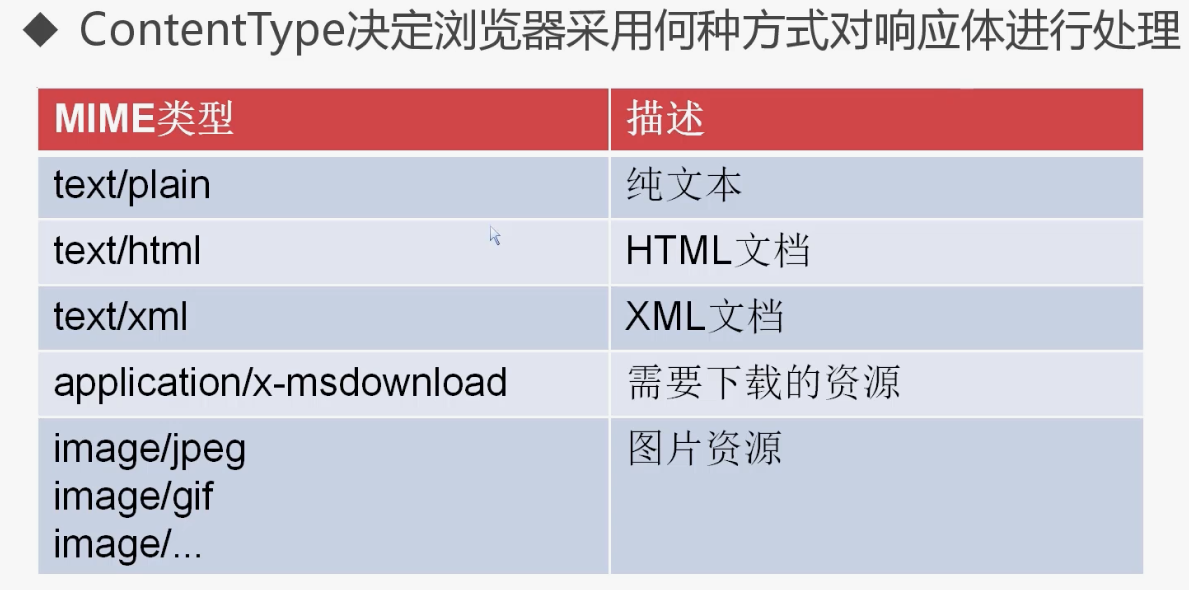 ◆ ContentType决定浏览器采用何种方式对响应体进行处理
MIME类型 描述
text/plain 纯文本
text/html HTML文档
text/xml XML文档
application/x-msdownload 需要下载的资源
image/jpeg 图片资源
image/gif
image/...